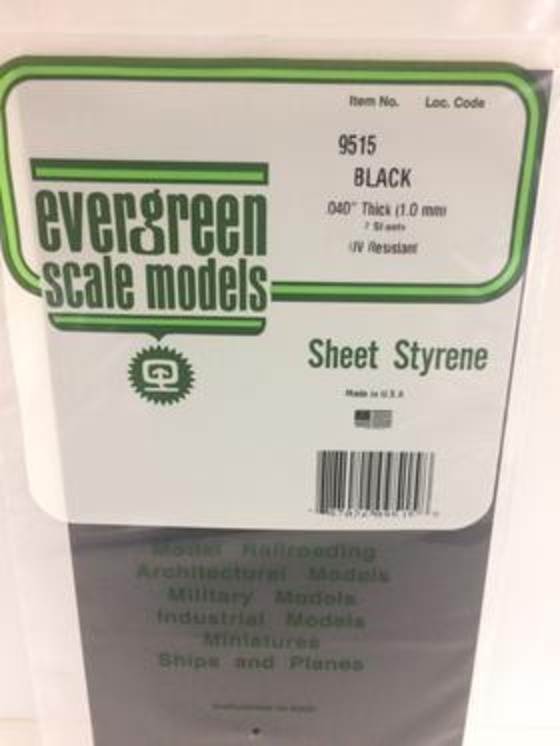 Item No. Loc. Code
9515
BLACK
.040" Thick (1.0 mm)
Sheets
UV Resistant
evergreen
scale models
Sheet Styrene
Made in U.S.A
Model Railroading
Architectural Models
Military Models
Industrial Models
Miniatures
Ships and Planes